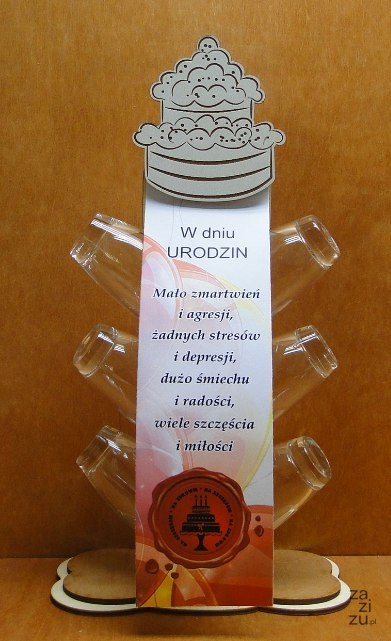 W dniu
URODZIN
Mało zmartwień
i agresji,
żadnych stresów
i depresji,
dużo śmiechu
i radości,
wiele szczęścia
i miłości
za
zi
zu.pl